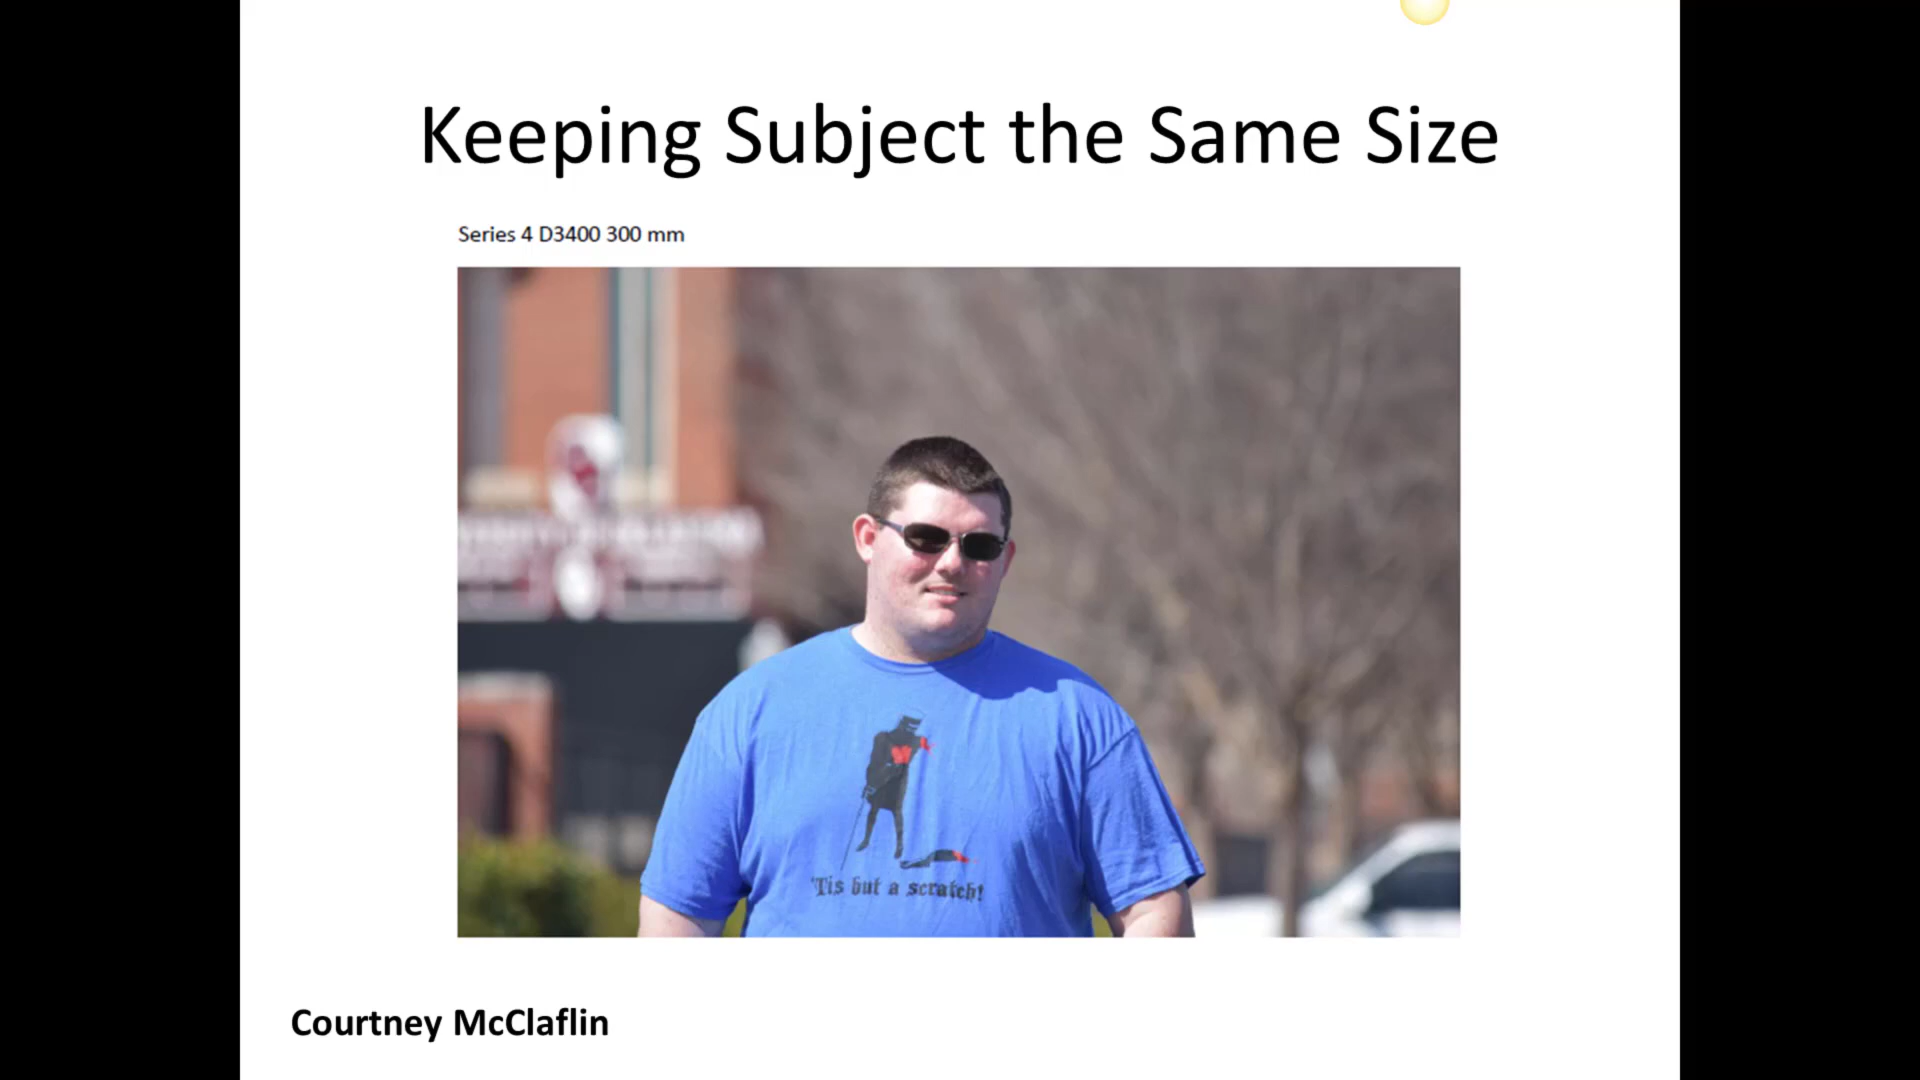 Keeping Subject the Same Size
Series 4 D3400 300 mm
'Tis but a scratch!
Courtney McClaflin